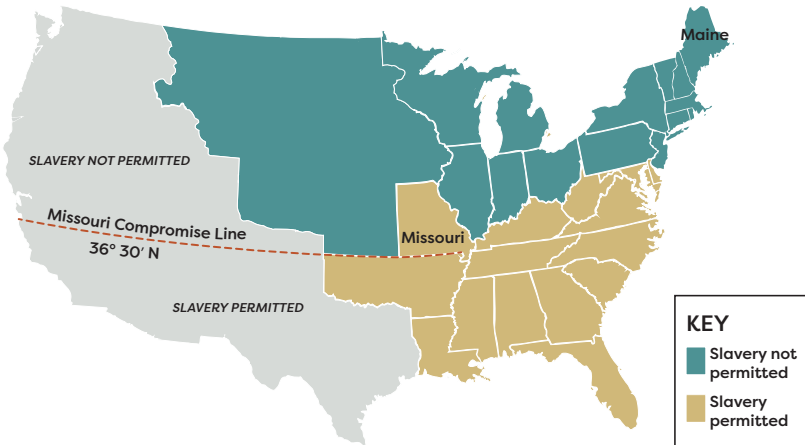 Maine
SLAVERY NOT PERMITTED
Missouri Compromise Line
36° 30′ N
Missouri
SLAVERY PERMITTED
KEY
Slavery not
permitted
Slavery
permitted